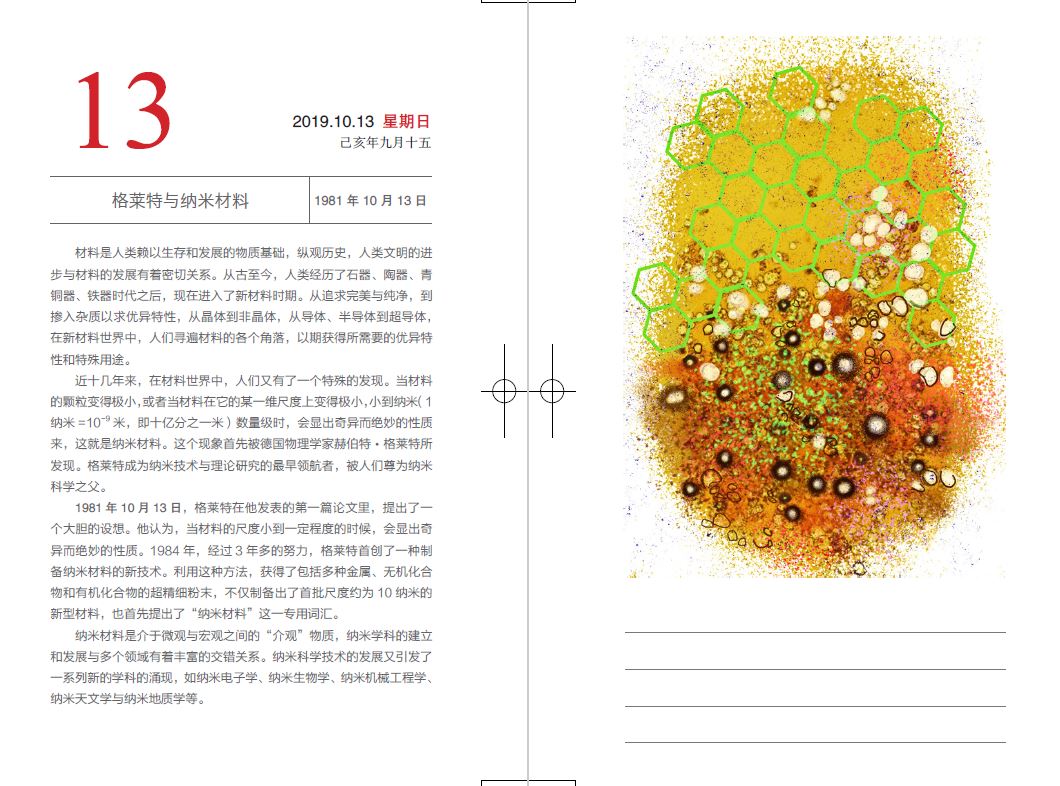 13
2019.10.13 星期日
己亥年九月十五
格莱特与纳米材料
1981 年 10 月 13 日
材料是人类赖以生存和发展的物质基础，纵观历史，人类文明的进
步与材料的发展有着密切关系。从古至今，人类经历了石器、陶器、青
铜器、铁器时代之后，现在进入了新材料时期。从追求完美与纯净，到
掺入杂质以求优异特性，从晶体到非晶体，从导体、半导体到超导体，
在新材料世界中，人们寻遍材料的各个角落，以期获得所需要的优异特
性和特殊用途。
近十几年来，在材料世界中，人们又有了一个特殊的发现。当材料
的颗粒变得极小，或者当材料在它的某一维尺度上变得极小，小到纳米（1
纳米 =10⁻⁹ 米，即十亿分之一米）数量级时，会显出奇异而绝妙的性质
来，这就是纳米材料。这个现象首先被德国物理学家赫伯特·格莱特所
发现。格莱特成为纳米技术与理论研究的最早领航者，被人们尊为纳米
科学之父。
1981 年 10 月 13 日，格莱特在他发表的第一篇论文里，提出了一
个大胆的设想。他认为，当材料的尺度小到一定程度的时候，会显出奇
异而绝妙的性质。1984 年，经过 3 年多的努力，格莱特首创了一种制
备纳米材料的新技术。利用这种方法，获得了包括多种金属、无机化合
物和有机化合物的超精细粉末，不仅制备出了首批尺度约为 10 纳米的
新型材料，也首先提出了“纳米材料”这一专用词汇。
纳米材料是介于微观与宏观之间的“介观”物质，纳米学科的建立
和发展与多个领域有着丰富的交错关系。纳米科学技术的发展又引发了
一系列新的学科的涌现，如纳米电子学、纳米生物学、纳米机械工程学、
纳米天文学与纳米地质学等。